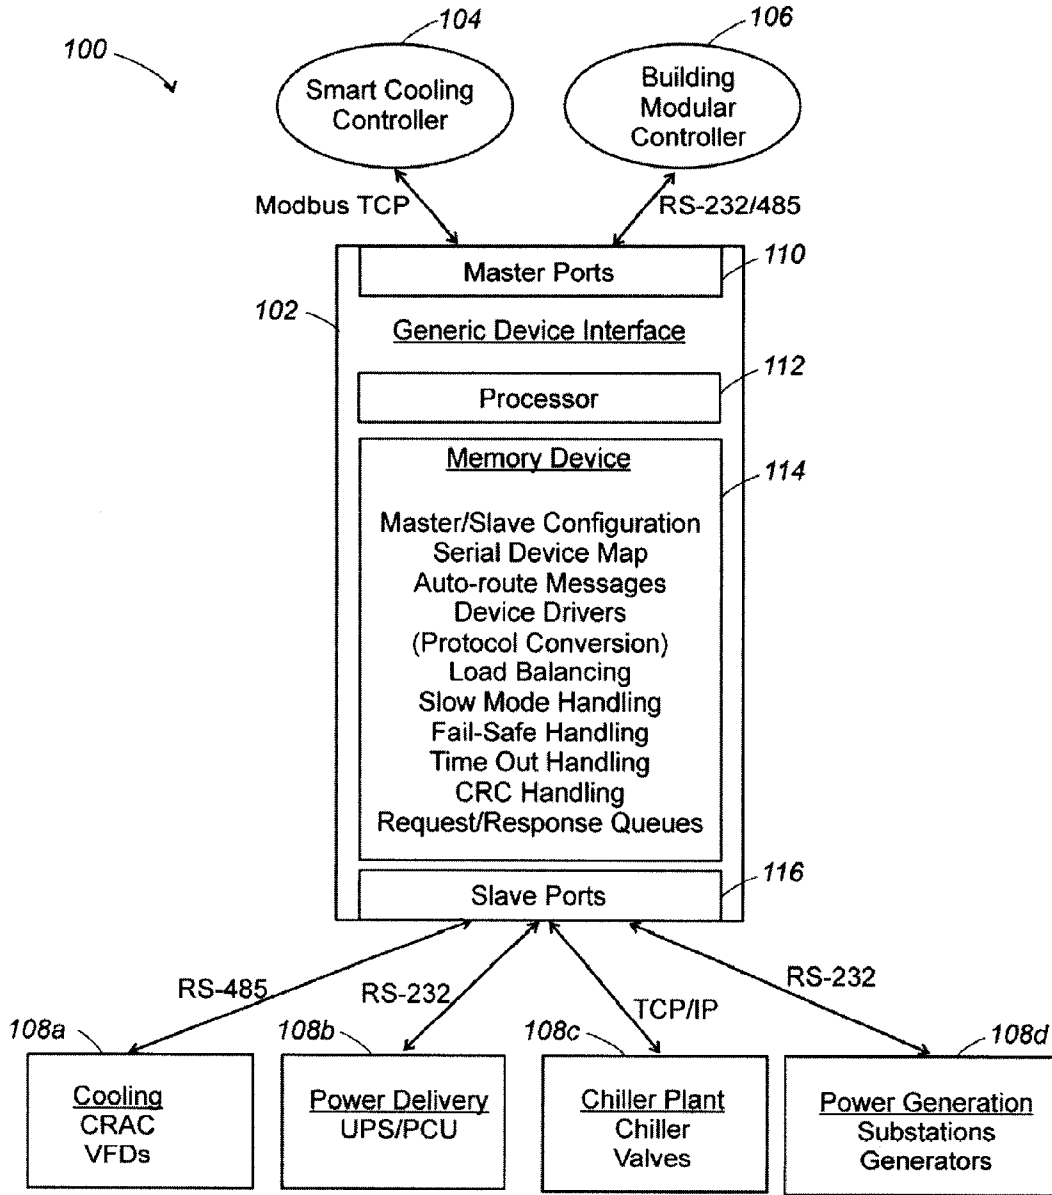 104
106
100
Smart Cooling
Controller
Building
Modular
Controller
Modbus TCP
RS-232/485
Master Ports
110
102
Generic Device Interface
112
Processor
Memory Device
114
Master/Slave Configuration
Serial Device Map
Auto-route Messages
Device Drivers
(Protocol Conversion)
Load Balancing
Slow Mode Handling
Fail-Safe Handling
Time Out Handling
CRC Handling
Request/Response Queues
116
Slave Ports
RS-485
RS-232
TCP/IP
RS-232
108a
108b
108c
108d
Cooling
CRAC
VFDs
Power Delivery
UPS/PCU
Chiller Plant
Chiller
Valves
Power Generation
Substations
Generators